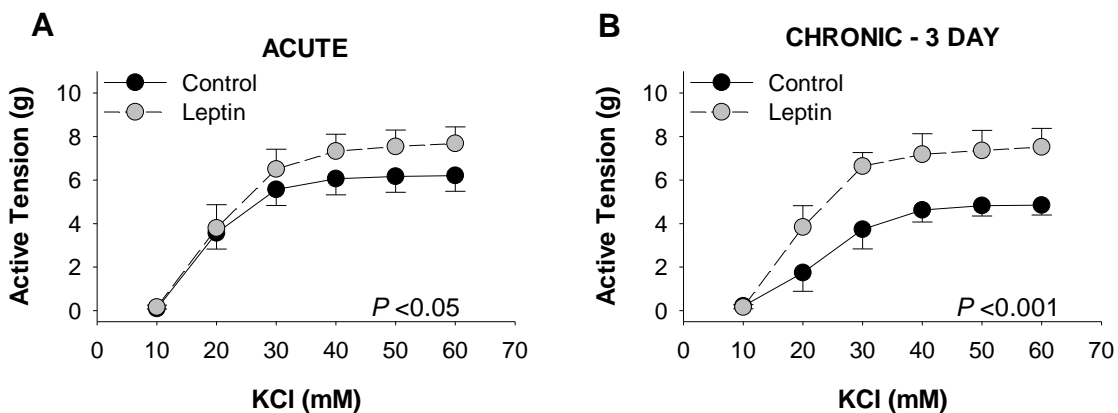 A
ACUTE
Control
Leptin
Active Tension (g)
10
8
6
4
2
0
P <0.05
0 10 20 30 40 50 60 70
KCl (mM)
B
CHRONIC - 3 DAY
Control
Leptin
Active Tension (g)
10
8
6
4
2
0
P <0.001
0 10 20 30 40 50 60 70
KCl (mM)